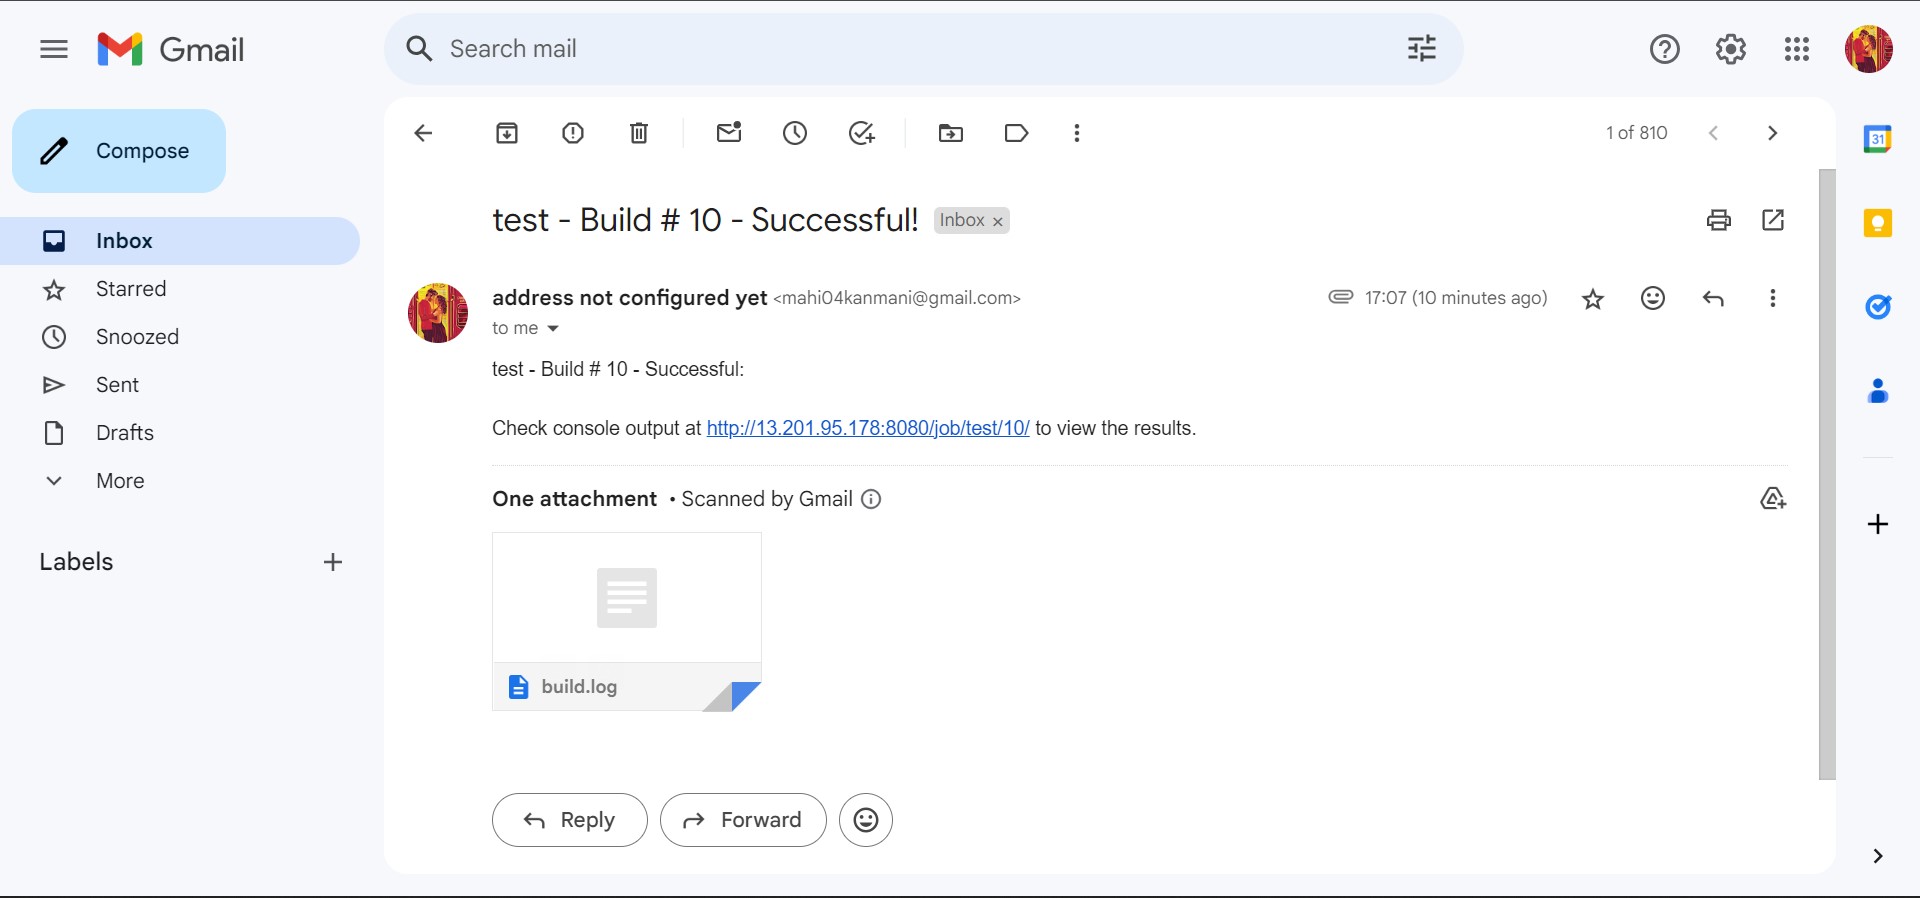 Gmail
Search mail
Compose
1 of 810
31
test - Build # 10 - Successful! Inbox ×
Inbox
Starred
Snoozed
Sent
Drafts
More
Labels
address not configured yet <mahi04kanmani@gmail.com> 17:07 (10 minutes ago)
to me
test - Build # 10 - Successful:
Check console output at http://13.201.95.178:8080/job/test/10/ to view the results.
One attachment • Scanned by Gmail
build.log
Reply
Forward